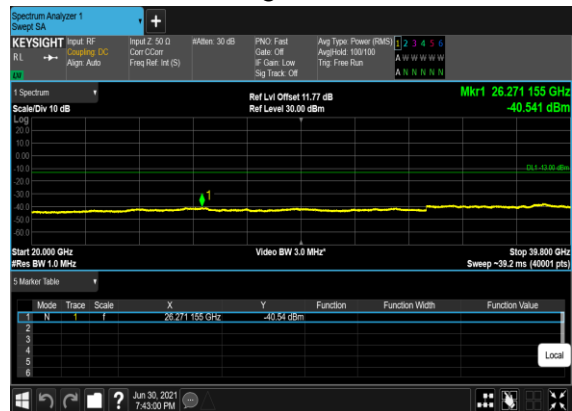 Spectrum Analyzer 1
Swept SA
KEYSIGHT Input: RF Input Z: 50 Ω #Atten: 30 dB PNO: Fast Avg Type: Power (RMS) 1 2 3 4 5 6
RL Coupling: DC Corr CCorr Gate: Off Avg|Hold: 100/100 A W W W W W
Align: Auto Freq Ref: Int (S) IF Gain: Low Trig: Free Run
Sig Track: Off A N N N N N
1 Spectrum Ref Lvl Offset 11.77 dB Mkr1 26.271 155 GHz
Scale/Div 10 dB Ref Level 30.00 dBm -40.541 dBm
Log
20.0
10.0
0.00
-10.0
DL1 -13.00 dBm
-20.0
-30.0
1
-40.0
-50.0
-60.0
Start 20.000 GHz Video BW 3.0 MHz* Stop 39.800 GHz
#Res BW 1.0 MHz Sweep ~39.2 ms (40001 pts)
5 Marker Table
Mode Trace Scale X Y Function Function Width Function Value
1 N 1 f 26.271 155 GHz -40.54 dBm
2
3
4
5
6
Local
? Jun 30, 2021
7:43:00 PM